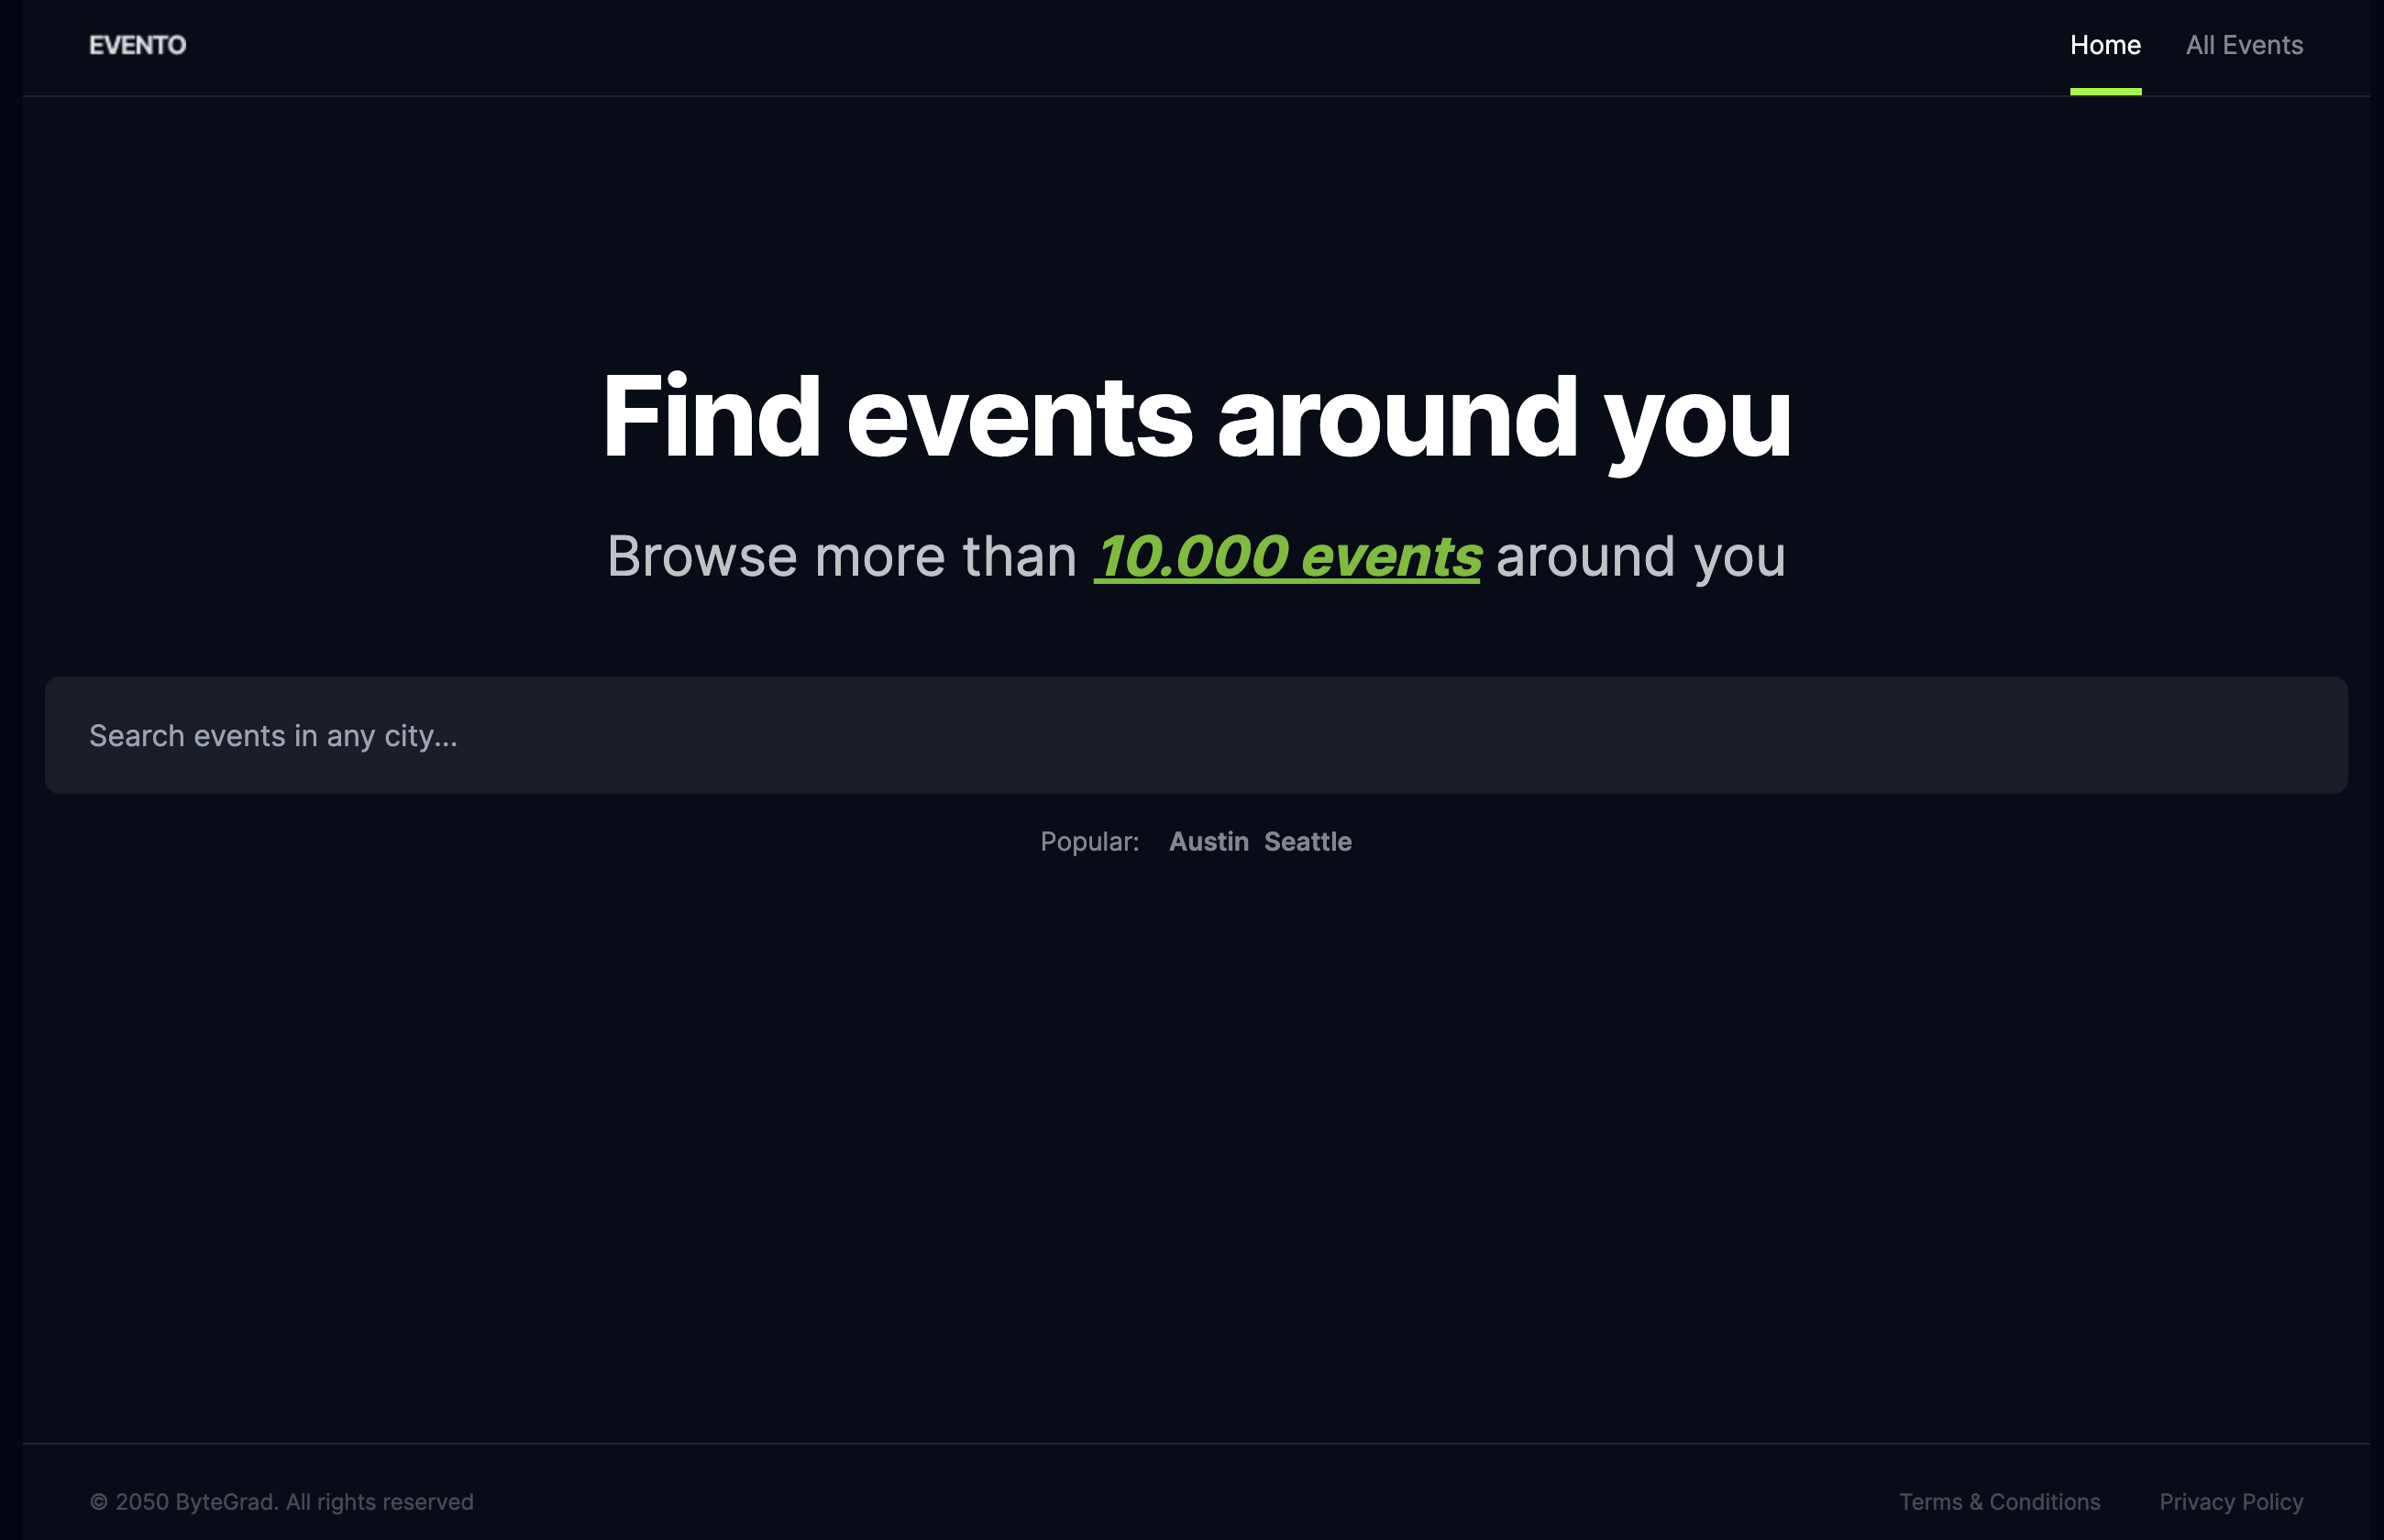 EVENTO
Home
All Events
Find events around you
Browse more than 10.000 events around you
Search events in any city...
Popular: Austin Seattle
© 2050 ByteGrad. All rights reserved
Terms & Conditions
Privacy Policy